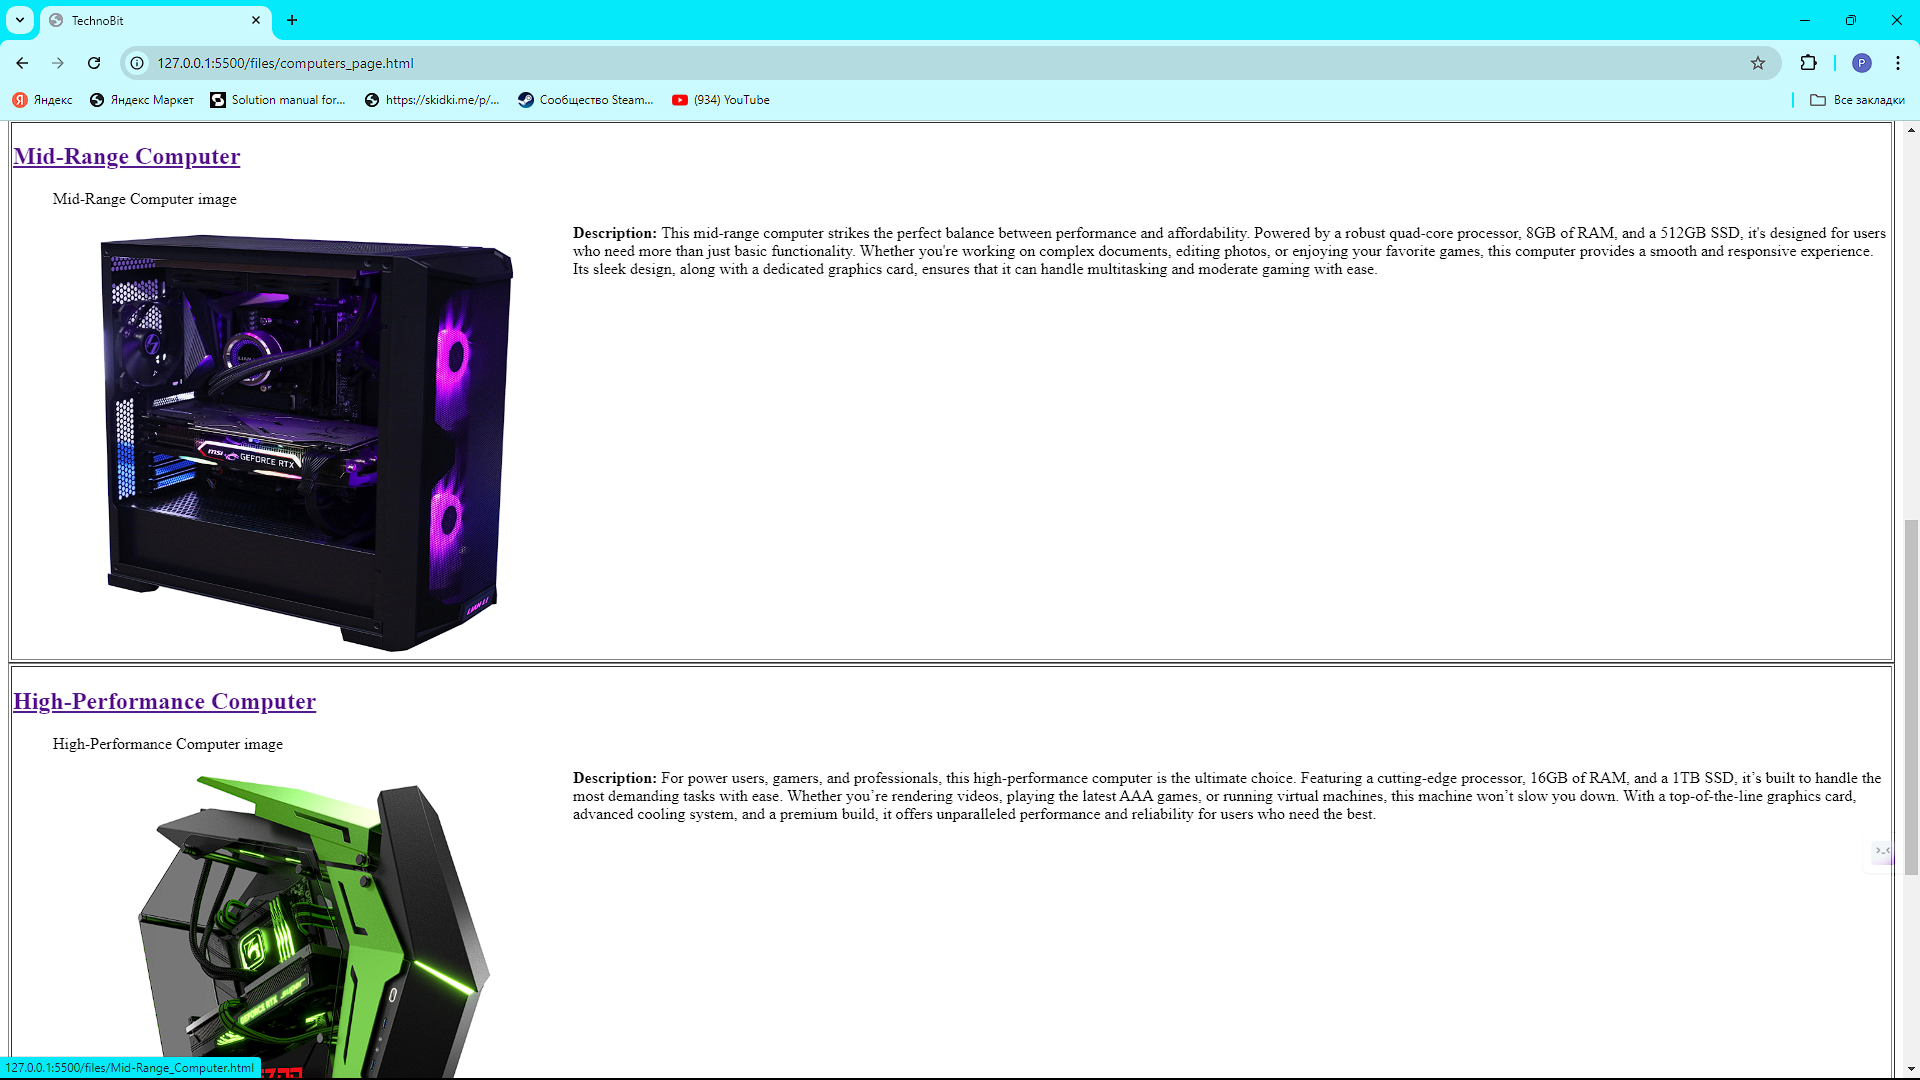 TechnoBit
127.0.0.1:5500/files/computers_page.html
P
Яндекс
Яндекс Маркет
Solution manual for...
https://skidki.me/p/...
Сообщество Steam...
(934) YouTube
Все закладки
Mid-Range Computer
Mid-Range Computer image
Description: This mid-range computer strikes the perfect balance between performance and affordability. Powered by a robust quad-core processor, 8GB of RAM, and a 512GB SSD, it's designed for users
who need more than just basic functionality. Whether you're working on complex documents, editing photos, or enjoying your favorite games, this computer provides a smooth and responsive experience.
Its sleek design, along with a dedicated graphics card, ensures that it can handle multitasking and moderate gaming with ease.
LIAN LI
msi GEFORCE RTX
LIAN LI
High-Performance Computer
High-Performance Computer image
Description: For power users, gamers, and professionals, this high-performance computer is the ultimate choice. Featuring a cutting-edge processor, 16GB of RAM, and a 1TB SSD, it’s built to handle the
most demanding tasks with ease. Whether you’re rendering videos, playing the latest AAA games, or running virtual machines, this machine won’t slow you down. With a top-of-the-line graphics card,
advanced cooling system, and a premium build, it offers unparalleled performance and reliability for users who need the best.
GEFORCE RTX super
127.0.0.1:5500/files/Mid-Range_Computer.html